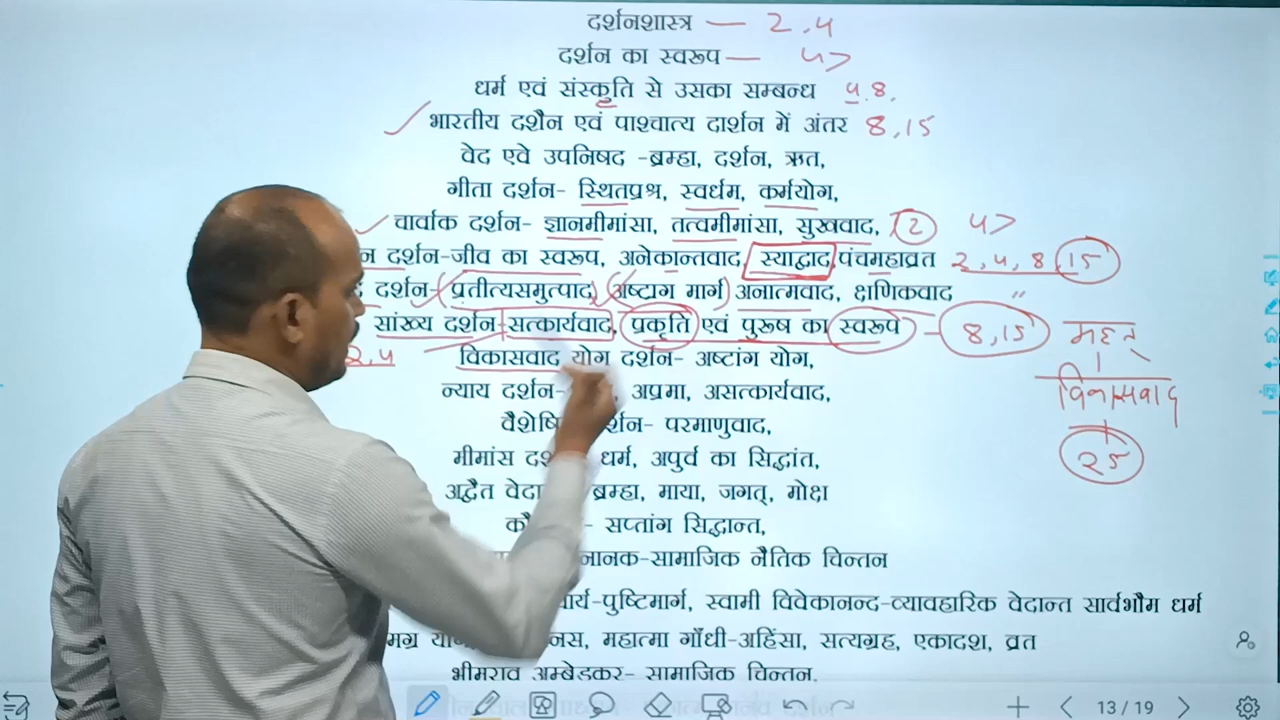 दर्शनशास्त्र — 2,4
दर्शन का स्वरूप — 4>
धर्म एवं संस्कृति से उसका सम्बन्ध 4.8.
भारतीय दर्शैन एवं पाश्चात्य दार्शन में अंतर 8,15
वेद एवे उपनिषद -ब्रम्हा, दर्शन, ऋत,
गीता दर्शन- स्थितप्रश्र, स्वर्धम, कर्मयोग,
चार्वाक दर्शन- ज्ञानमीमांसा, तत्वमीमांसा, सुखवाद, 2 4>
न दर्शन-जीव का स्वरूप, अनेकान्तवाद, स्याद्वाद पंचमहाव्रत 2,4,8 15
दर्शन- प्रतीत्यसमुत्पाद, अष्टाग मार्ग अनात्मवाद, क्षणिकवाद "
सांख्य दर्शन-सत्कार्यवाद, प्रकृति एवं पुरूष का स्वरूप - 8,15 महत्
2,4 विकासवाद योग दर्शन- अष्टांग योग,
विकासवाद
न्याय दर्शन- अप्रमा, असत्कार्यवाद,
र्शन- परमाणुवाद,
25
मीमांस धर्म, अपुर्व का सिद्धांत,
अद्वैत ब्रम्हा, माया, जगत्, मोक्ष
- सप्तांग सिद्धान्त,
नानक-सामाजिक नैतिक चिन्तन
र्य-पुष्टिमार्ग, स्वामी विवेकानन्द-व्यावहारिक वेदान्त सार्वभौम धर्म
मग्र नस, महात्मा गाँधी-अहिंसा, सत्यग्रह, एकादश, व्रत
भीमराव अम्बेडकर- सामाजिक चिन्तन.
13 / 19